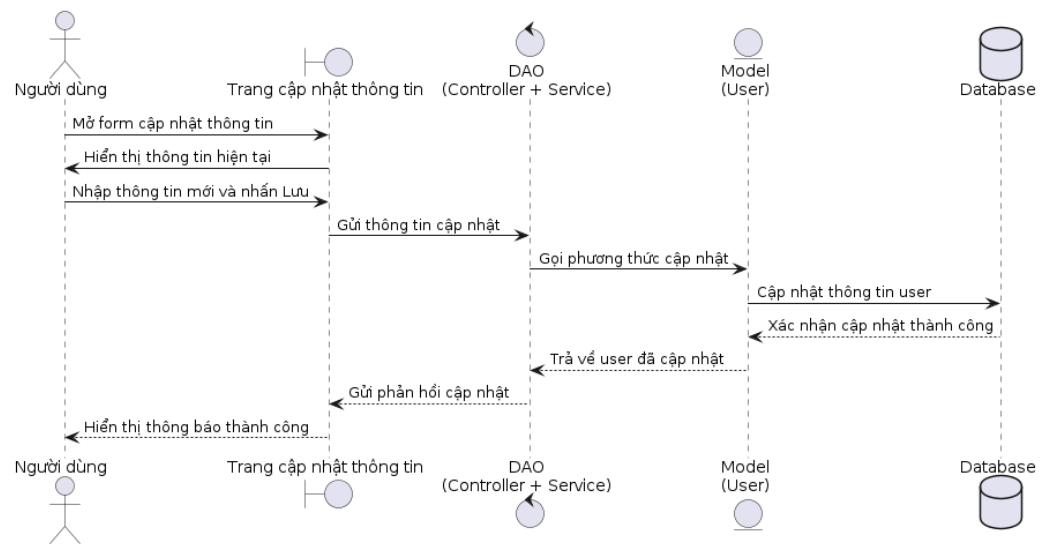 Người dùng
Trang cập nhật thông tin
DAO
(Controller + Service)
Model
(User)
Database
Mở form cập nhật thông tin
Hiển thị thông tin hiện tại
Nhập thông tin mới và nhấn Lưu
Gửi thông tin cập nhật
Gọi phương thức cập nhật
Cập nhật thông tin user
Xác nhận cập nhật thành công
Trả về user đã cập nhật
Gửi phản hồi cập nhật
Hiển thị thông báo thành công
Người dùng
Trang cập nhật thông tin
DAO
(Controller + Service)
Model
(User)
Database